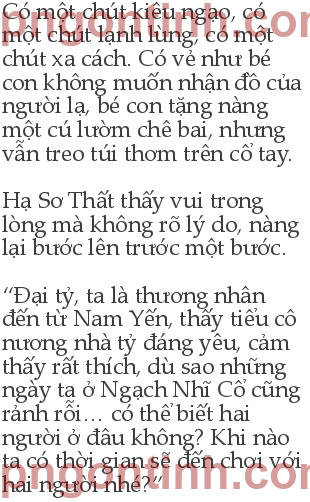 Có một chút kiêu ngạo, có
một chút lạnh lùng, có một
chút xa cách. Có vẻ như bé
con không muốn nhận đồ của
người lạ, bé con tặng nàng
một cú lườm chê bai, nhưng
vẫn treo túi thơm trên cổ tay.

Hạ Sơ Thất thấy vui trong
lòng mà không rõ lý do, nàng
lại bước lên trước một bước.

“Đại tỷ, ta là thương nhân
đến từ Nam Yến, thấy tiểu cô
nương nhà tỷ đáng yêu, cảm
thấy rất thích, dù sao những
ngày ta ở Ngạch Nhĩ Cổ cũng
rảnh rỗi... có thể biết hai
người ở đâu không? Khi nào
ta có thời gian sẽ đến chơi với
hai người nhé?”
pngontinh.com
pngontinh.com